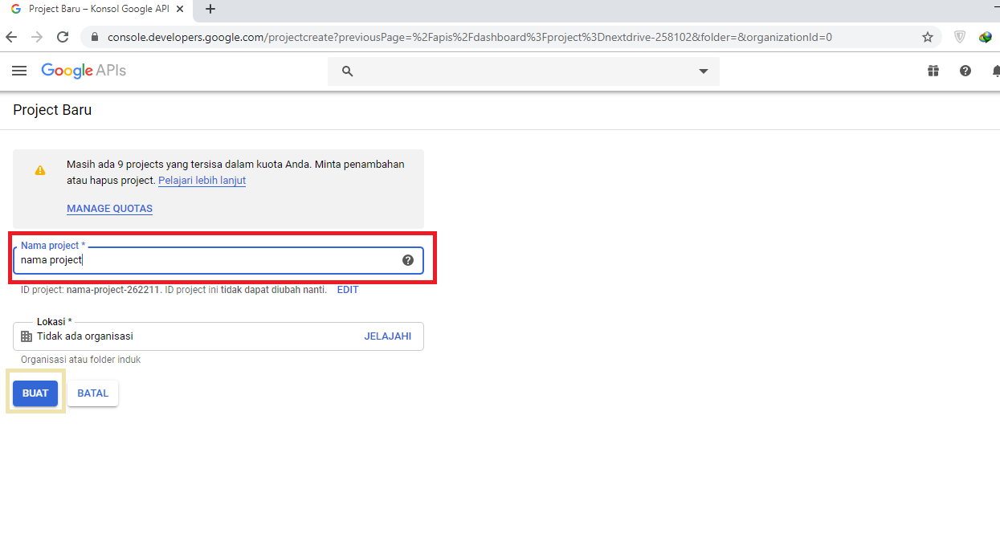 Project Baru – Konsol Google API
console.developers.google.com/projectcreate?previousPage=%2Fapis%2Fdashboard%3Fproject%3Dnextdrive-258102&folder=&organizationId=0
Google APIs
Project Baru
Masih ada 9 projects yang tersisa dalam kuota Anda. Minta penambahan
atau hapus project. Pelajari lebih lanjut
MANAGE QUOTAS
Nama project *
nama project
ID project: nama-project-262211. ID project ini tidak dapat diubah nanti. EDIT
Lokasi *
Tidak ada organisasi JELAJAHI
Organisasi atau folder induk
BUAT BATAL